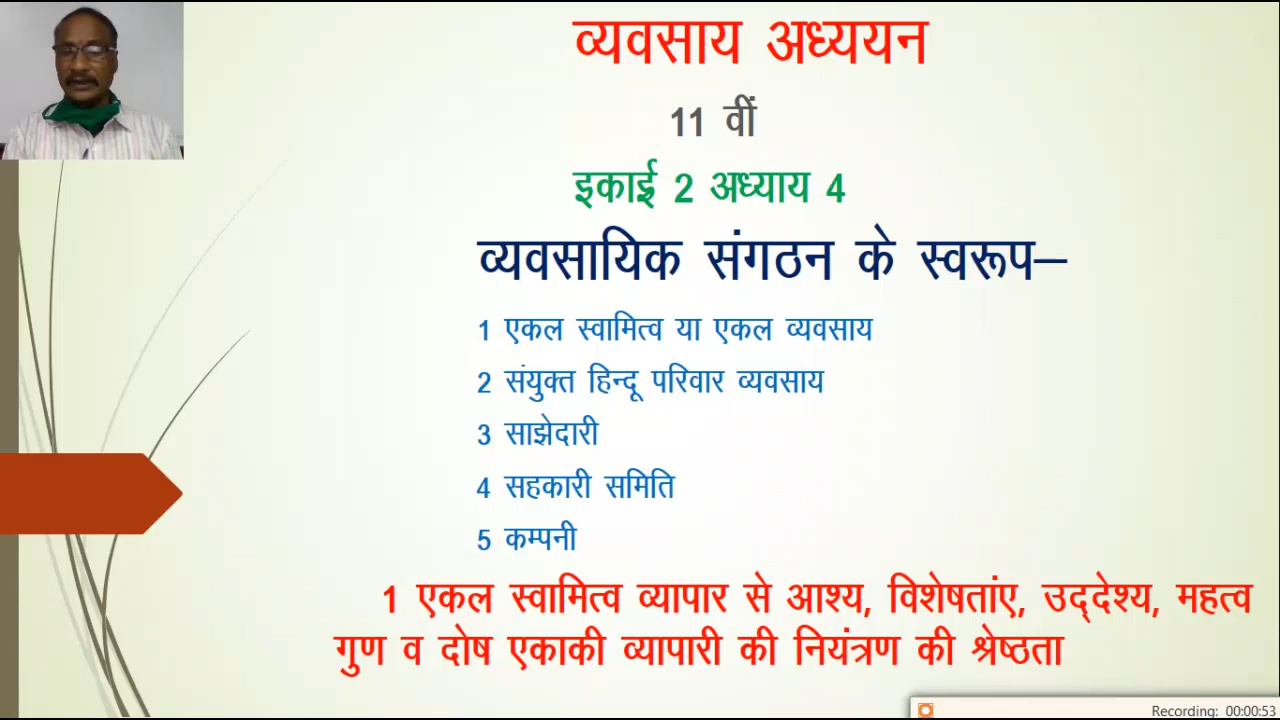 व्यवसाय अध्ययन
11 वीं
इकाई 2 अध्याय 4
व्यवसायिक संगठन के स्वरूप–
1 एकल स्वामित्व या एकल व्यवसाय
2 संयुक्त हिन्दू परिवार व्यवसाय
3 साझेदारी
4 सहकारी समिति
5 कम्पनी
1 एकल स्वामित्व व्यापार से आश्य, विशेषतांए, उद्देश्य, महत्व
गुण व दोष एकाकी व्यापारी की नियंत्रण की श्रेष्ठता
Recording: 00:00:53